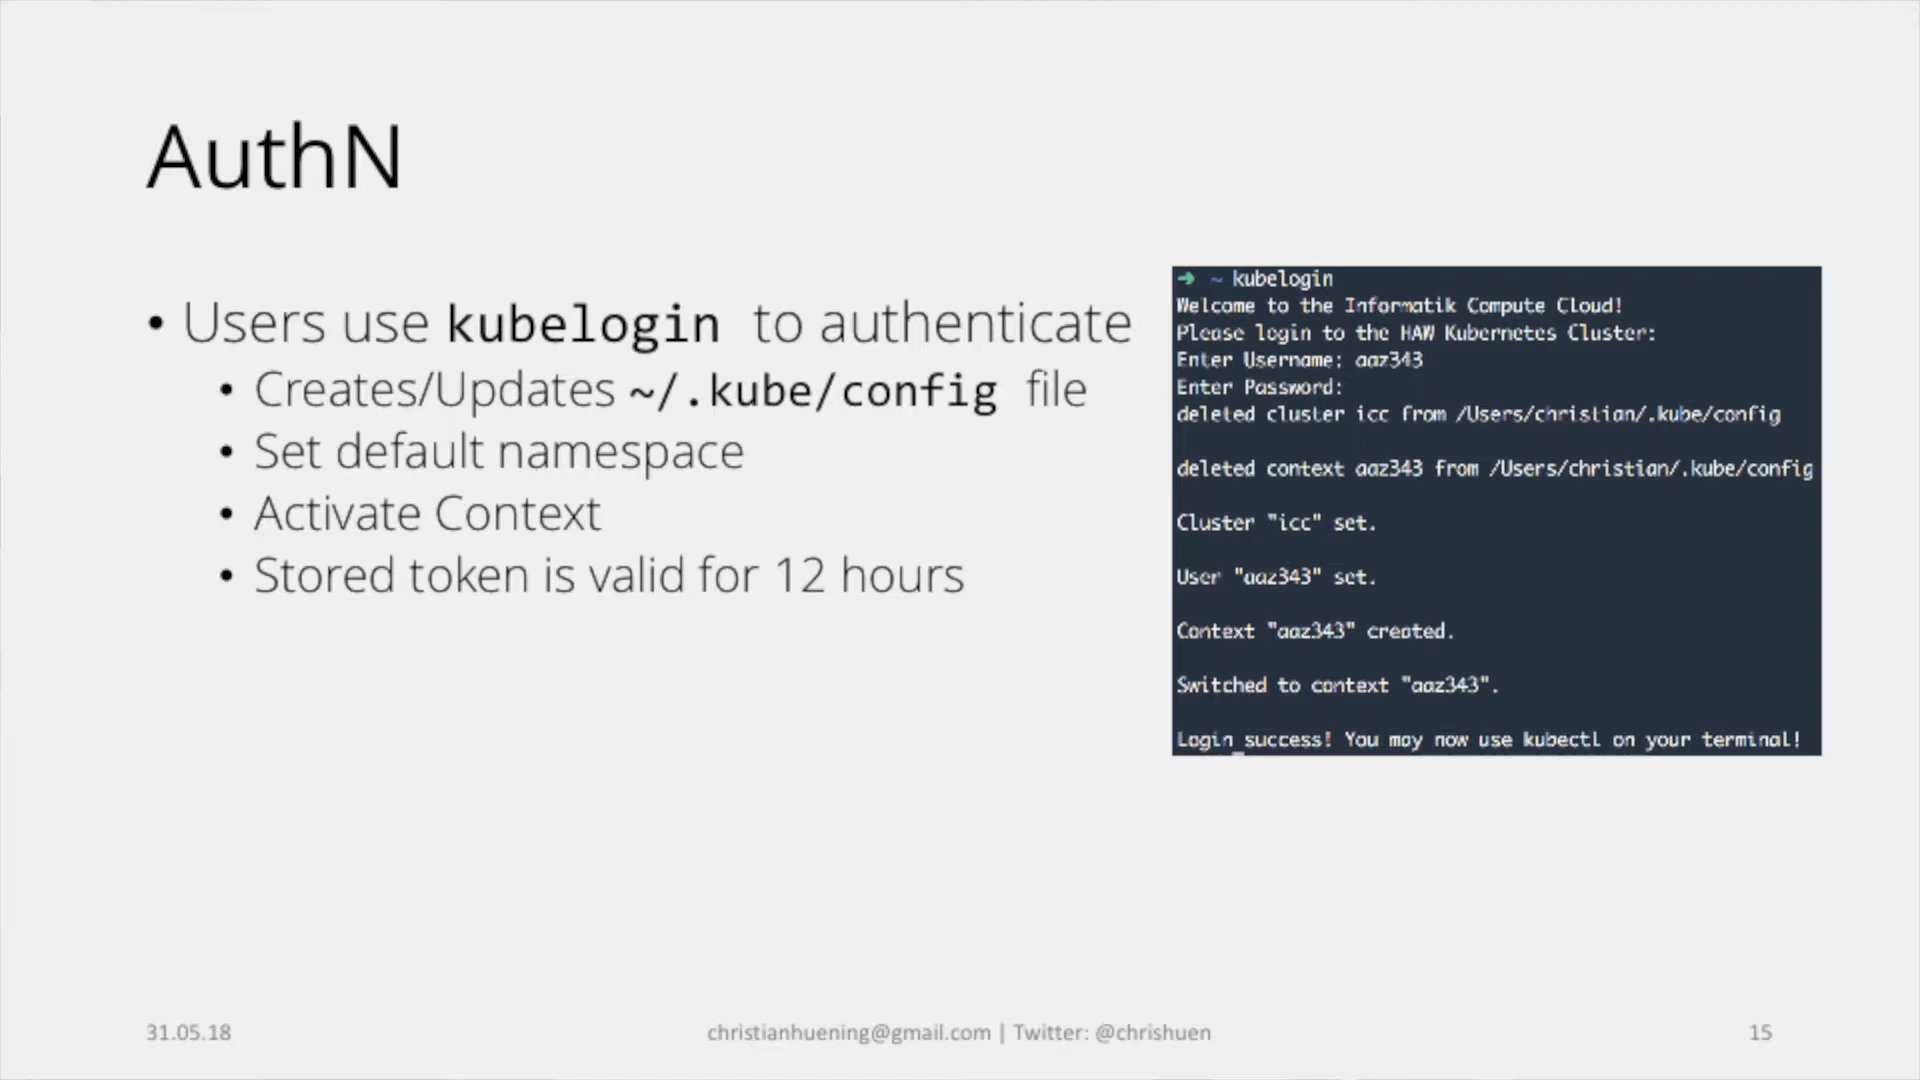 AuthN
• Users use kubelogin to authenticate
• Creates/Updates ~/.kube/config file
• Set default namespace
• Activate Context
• Stored token is valid for 12 hours
➜ ~ kubelogin
Welcome to the Informatik Compute Cloud!
Please login to the HAW Kubernetes Cluster:
Enter Username: aaz343
Enter Password:
deleted cluster icc from /Users/christian/.kube/config
deleted context aaz343 from /Users/christian/.kube/config
Cluster "icc" set.
User "aaz343" set.
Context "aaz343" created.
Switched to context "aaz343".
Login success! You may now use kubectl on your terminal!
31.05.18
christianhuening@gmail.com | Twitter: @chrishuen
15